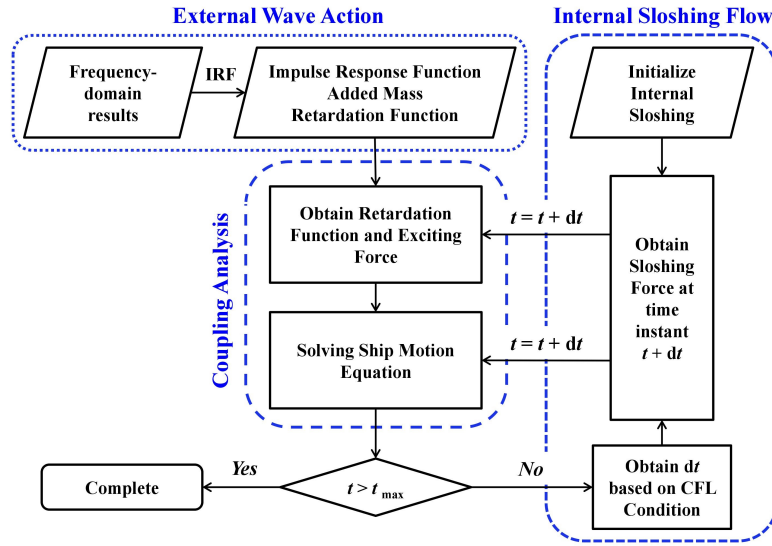 External Wave Action
Internal Sloshing Flow
Frequency-
domain
results
IRF
Impulse Response Function
Added Mass
Retardation Function
Initialize
Internal
Sloshing
Coupling Analysis
Obtain Retardation
Function and Exciting
Force
t = t + dt
Obtain
Sloshing
Force at
time
instant
t + dt
Solving Ship Motion
Equation
t = t + dt
Complete
Yes
t > t max
No
Obtain dt
based on CFL
Condition